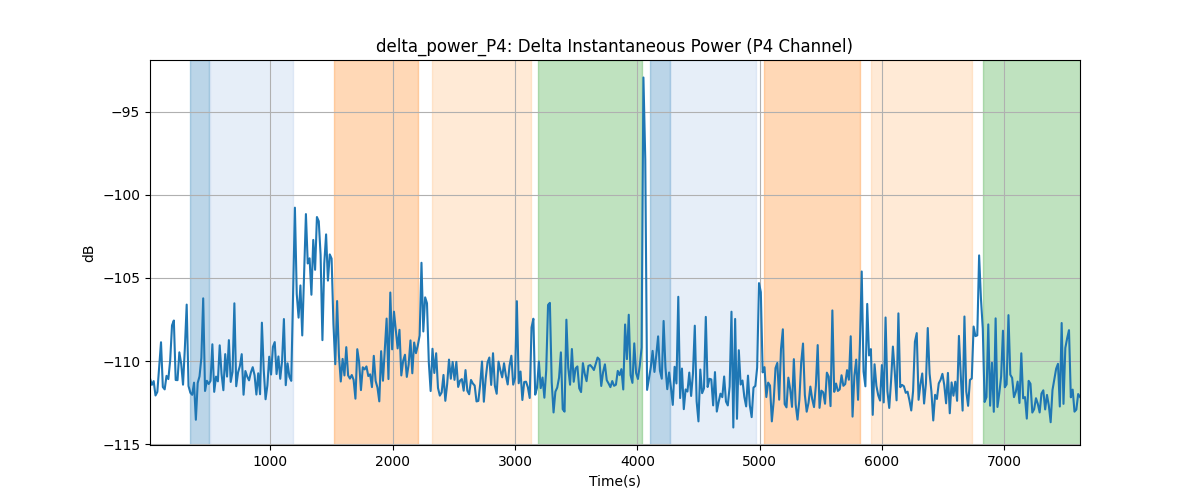 delta_power_P4: Delta Instantaneous Power (P4 Channel)
dB
−95
−100
−105
−110
−115
1000 2000 3000 4000 5000 6000 7000
Time(s)